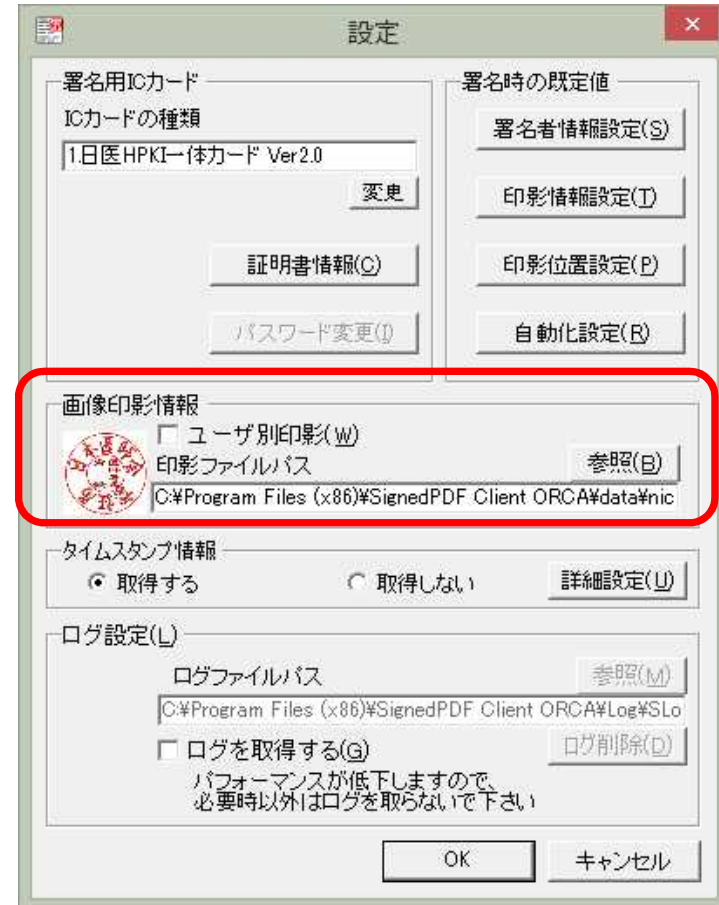 設定
署名用ICカード
ICカードの種類
1.日医HPKI一体カード Ver2.0
変更
証明書情報(C)
パスワード変更(I)
署名時の既定値
署名者情報設定(S)
印影情報設定(T)
印影位置設定(P)
自動化設定(R)
画像印影情報
ユーザ別印影(W)
印影ファイルパス
参照(B)
C:¥Program Files (x86)¥SignedPDF Client ORCA¥data¥nic
タイムスタンプ情報
取得する
取得しない
詳細設定(U)
ログ設定(L)
ログファイルパス
参照(M)
C:¥Program Files (x86)¥SignedPDF Client ORCA¥Log¥SLo
ログを取得する(G)
ログ削除(D)
パフォーマンスが低下しますので、
必要時以外はログを取らないで下さい
OK
キャンセル